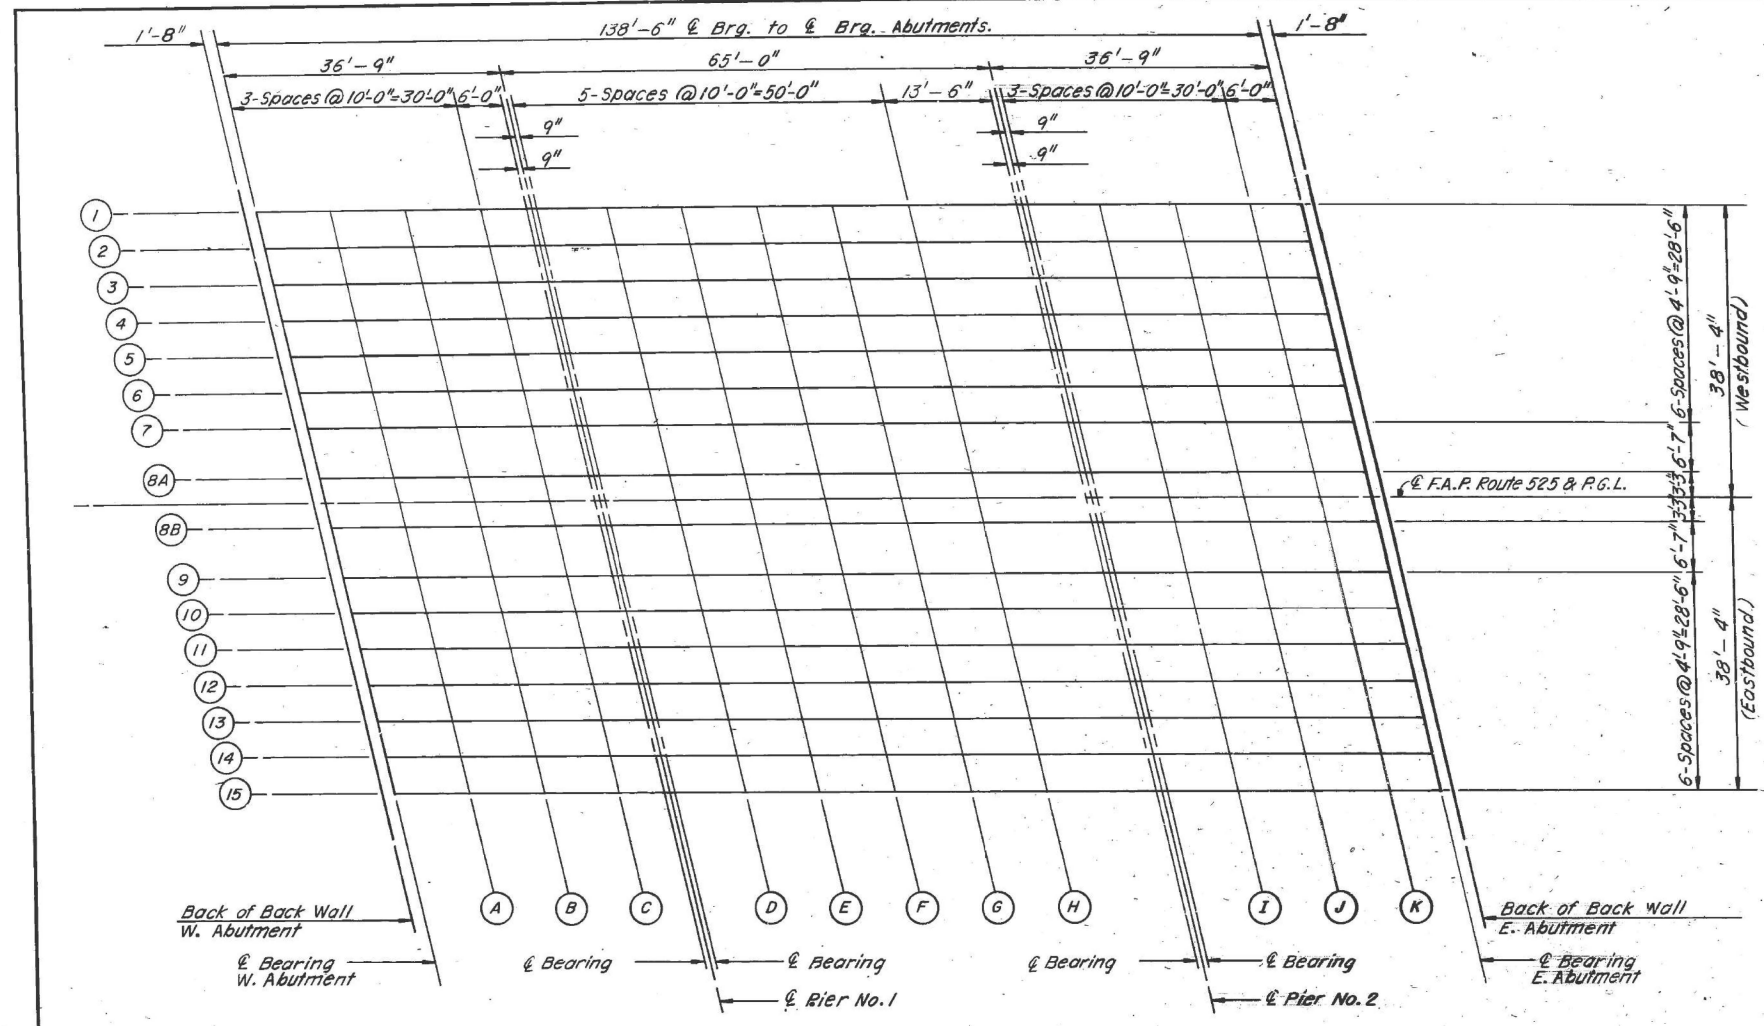 1'-8"
138'-6" ℄ Brg. to ℄ Brg. Abutments.
1'-8"
36'-9"
65'-0"
36'-9"
3-Spaces @ 10'-0"=30'-0"
6'-0"
5-Spaces @ 10'-0"=50'-0"
13'-6"
3-Spaces @ 10'-0"=30'-0"
6'-0"
9"
9"
9"
9"
1
2
3
4
5
6
7
8A
8B
9
10
11
12
13
14
15
6-Spaces @ 4'-9"=28'-6"
6'-7"
3'-3"
3'-3"
6'-7"
6-Spaces @ 4'-9"=28'-6"
38'-4"
(Westbound)
38'-4"
(Eastbound)
℄ F.A.P. Route 525 & P.G.L.
A
B
C
D
E
F
G
H
I
J
K
Back of Back Wall
W. Abutment
℄ Bearing
W. Abutment
℄ Bearing
℄ Bearing
℄ Pier No. 1
℄ Bearing
℄ Bearing
℄ Pier No. 2
Back of Back Wall
E. Abutment
℄ Bearing
E. Abutment